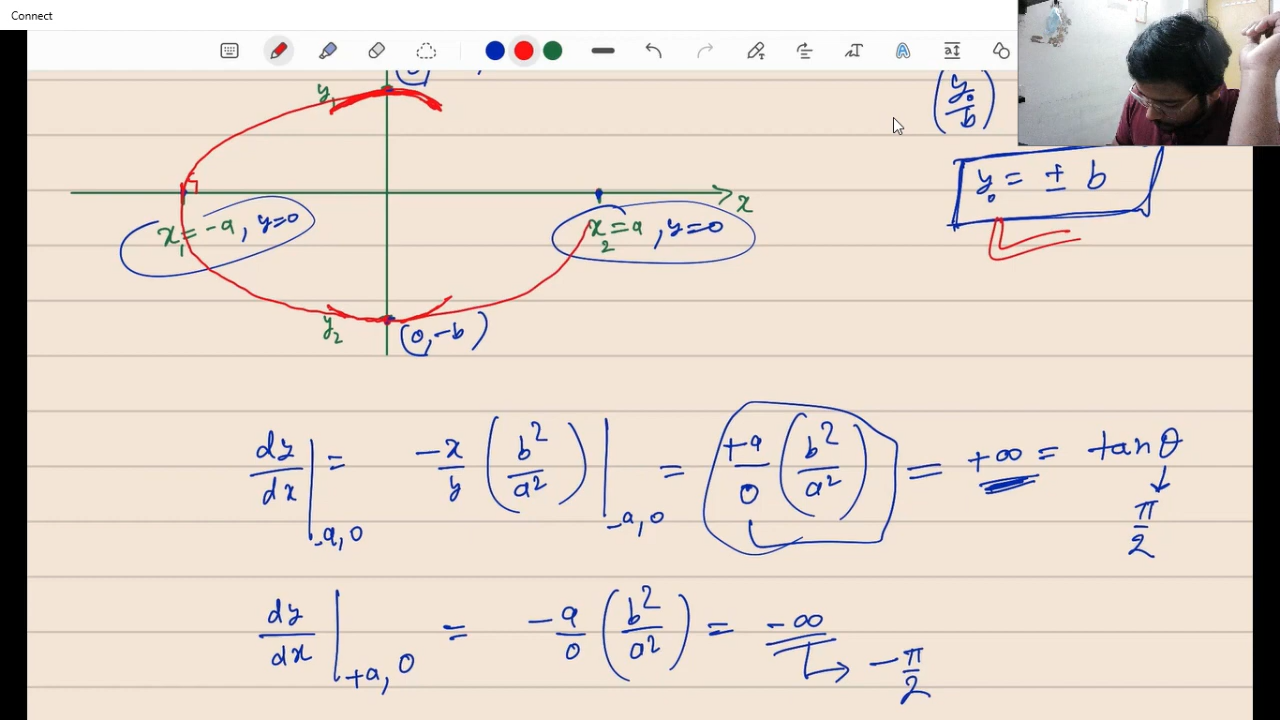 Connect
y₁
(y₀/b)
y₀ = ± b
x
x₁ = -a, y=0
x₂ = a, y=0
y₂
(0, -b)
dy/dx |₋ₐ,₀ = -x/y (b²/a²) |₋ₐ,₀ = +a/0 (b²/a²) = +∞ = tanθ
↓
π/2
dy/dx |₊ₐ,₀ = -a/0 (b²/a²) = -∞
→ -π/2